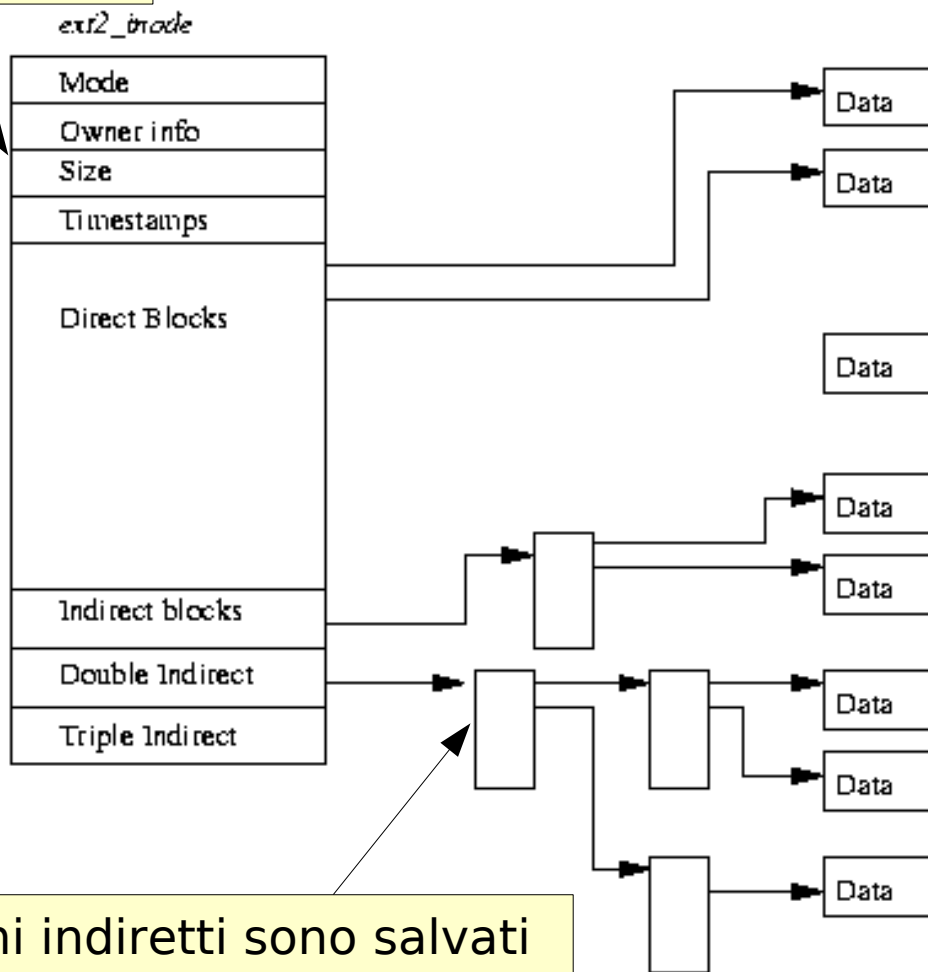 ext2_inode
Mode
Owner info
Size
Timestamps
Direct Blocks
Indirect blocks
Double Indirect
Triple Indirect
Data
Data
Data
Data
Data
Data
Data
Data
indiretti sono salvati